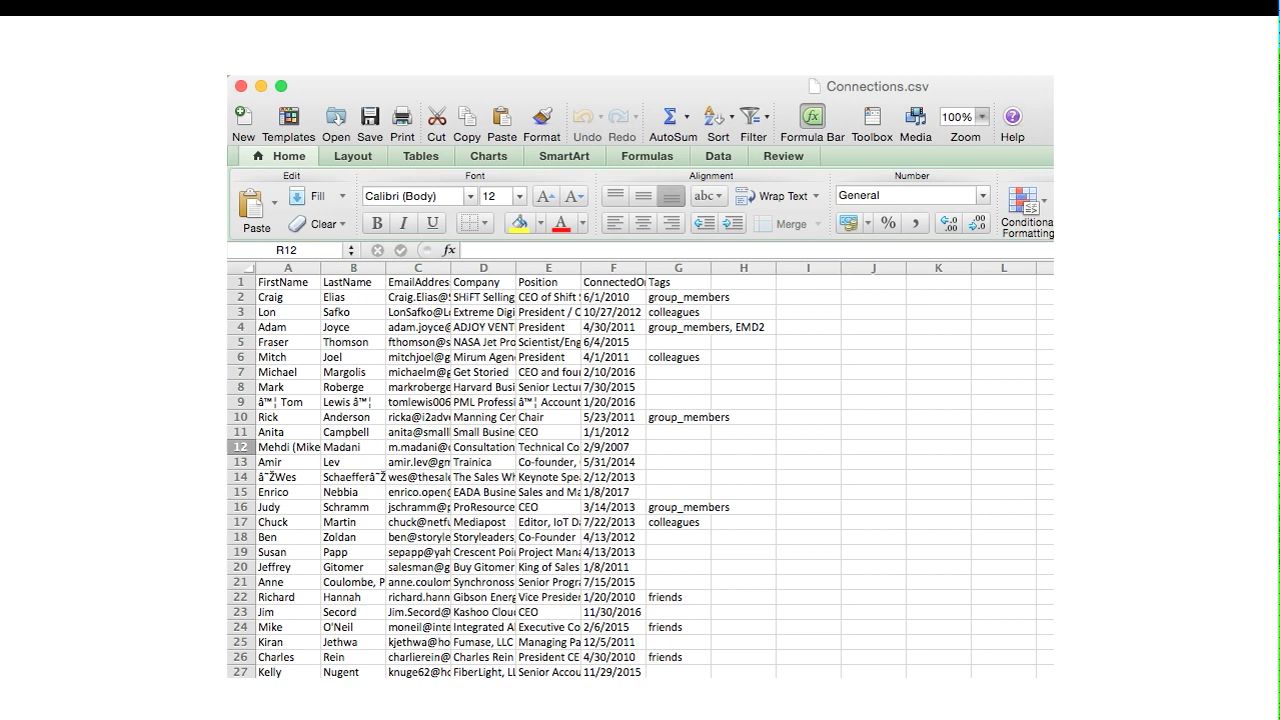 Connections.csv
New Templates Open Save Print Cut Copy Paste Format Undo Redo AutoSum Sort Filter Formula Bar Toolbox Media 100% Zoom Help
Home Layout Tables Charts SmartArt Formulas Data Review
Edit Font Alignment Number
Fill Calibri (Body) 12 A A abc Wrap Text General
Paste Clear B I U A Merge % , Conditiona
Formatting
R12 fx
A B C D E F G H I J K L
1 FirstName LastName EmailAddres Company Position ConnectedO Tags
2 Craig Elias Craig.Elias@ SHiFT Selling CEO of Shift 6/1/2010 group_members
3 Lon Safko LonSafko@L Extreme Digi President / C 10/27/2012 colleagues
4 Adam Joyce adam.joyce@ ADJOY VENT President 4/30/2011 group_members, EMD2
5 Fraser Thomson fthomson@s NASA Jet Pro Scientist/Eng 6/4/2015
6 Mitch Joel mitchjoel@g Mirum Agen President 4/1/2011 colleagues
7 Michael Margolis michaelm@g Get Storied CEO and four 2/10/2016
8 Mark Roberge markroberge Harvard Busi Senior Lectu 7/30/2015
9 â™¦ Tom Lewis â™¦ tomlewis006 PML Professi â™¦ Account 1/20/2016
10 Rick Anderson ricka@i2adv Manning Cer Chair 5/23/2011 group_members
11 Anita Campbell anita@small Small Busine CEO 1/1/2012
12 Mehdi (Mike Madani m.madani@ Consultation Technical Co 2/9/2007
13 Amir Lev amir.lev@gm Trainica Co-founder, 5/31/2014
14 â˜ŽWes Schaefferâ˜Ž wes@thesale The Sales Wh Keynote Spea 2/12/2013
15 Enrico Nebbia enrico.open@ EADA Busine Sales and Ma 1/8/2017
16 Judy Schramm jschramm@p ProResource CEO 3/14/2013 group_members
17 Chuck Martin chuck@netfu Mediapost Editor, IoT D 7/22/2013 colleagues
18 Ben Zoldan ben@storyle Storyleaders Co-Founder 4/13/2012
19 Susan Papp sepapp@yah Crescent Poi Project Mana 4/13/2013
20 Jeffrey Gitomer salesman@g Buy Gitomer King of Sales 1/8/2011
21 Anne Coulombe, P anne.coulom Synchronoss Senior Progr 7/15/2015
22 Richard Hannah richard.hann Gibson Energ Vice Presider 1/20/2010 friends
23 Jim Secord Jim.Secord@ Kashoo Clou CEO 11/30/2016
24 Mike O'Neil moneil@inte Integrated A Executive Co 2/6/2015 friends
25 Kiran Jethwa kjethwa@ho Fumase, LLC Managing Pa 12/5/2011
26 Charles Rein charlierein@ Charles Rein President CE 4/30/2010 friends
27 Kelly Nugent knuge62@ho FiberLight, L Senior Accou 11/29/2015